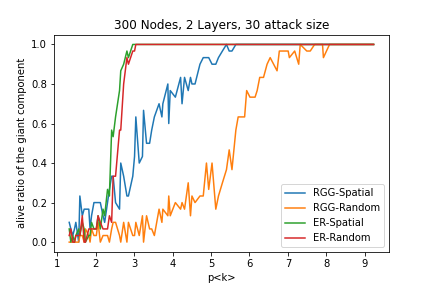 300 Nodes, 2 Layers, 30 attack size
alive ratio of the giant component
1.0
0.8
0.6
0.4
0.2
0.0
1 2 3 4 5 6 7 8 9
p<k>
RGG-Spatial
RGG-Random
ER-Spatial
ER-Random